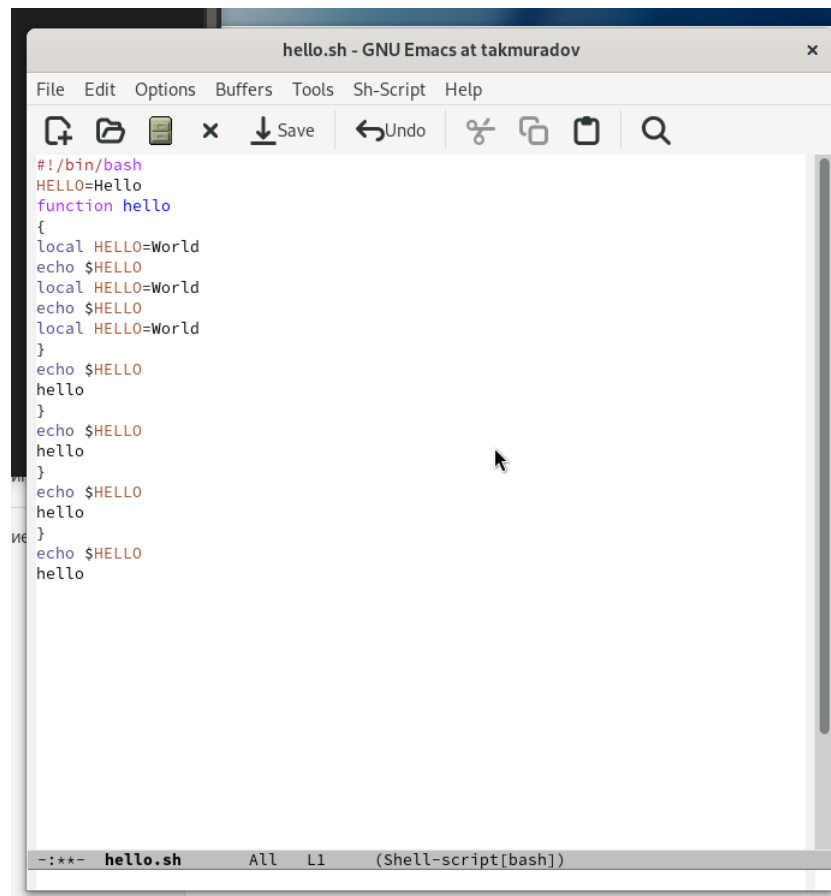 hello.sh - GNU Emacs at takmuradov
File Edit Options Buffers Tools Sh-Script Help
Save Undo
#!/bin/bash
HELLO=Hello
function hello
{
local HELLO=World
echo $HELLO
local HELLO=World
echo $HELLO
local HELLO=World
}
echo $HELLO
hello
}
echo $HELLO
hello
}
echo $HELLO
hello
}
echo $HELLO
hello
-:**- hello.sh All L1 (Shell-script[bash])